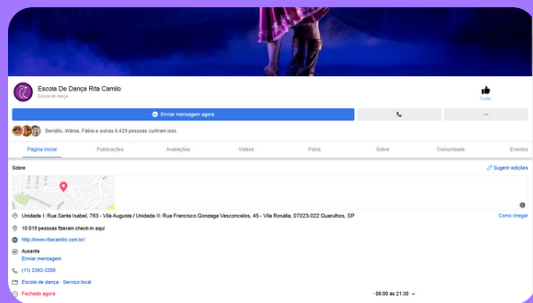 Escola De Dança Rita Camilo
Escola de dança
Curtir
Enviar mensagem agora
Bendito, Wânia, Fábia e outras 6.429 pessoas curtiram isso
Página inicial Publicações Avaliações Vídeos Fotos Sobre Comunidade Eventos
Sobre
Sugerir edições
Unidade I: Rua Santa Isabel, 783 - Vila Augusta / Unidade II: Rua Francisco Gonzaga Vasconcelos, 45 - Vila Rosália, 07023-022 Guarulhos, SP
Como chegar
10.019 pessoas fizeram check-in aqui
http://www.ritacamilo.com.br/
Ausente
Enviar mensagem
(11) 2382-3200
Escola de dança · Serviço local
Fechado agora
09:00 às 21:30